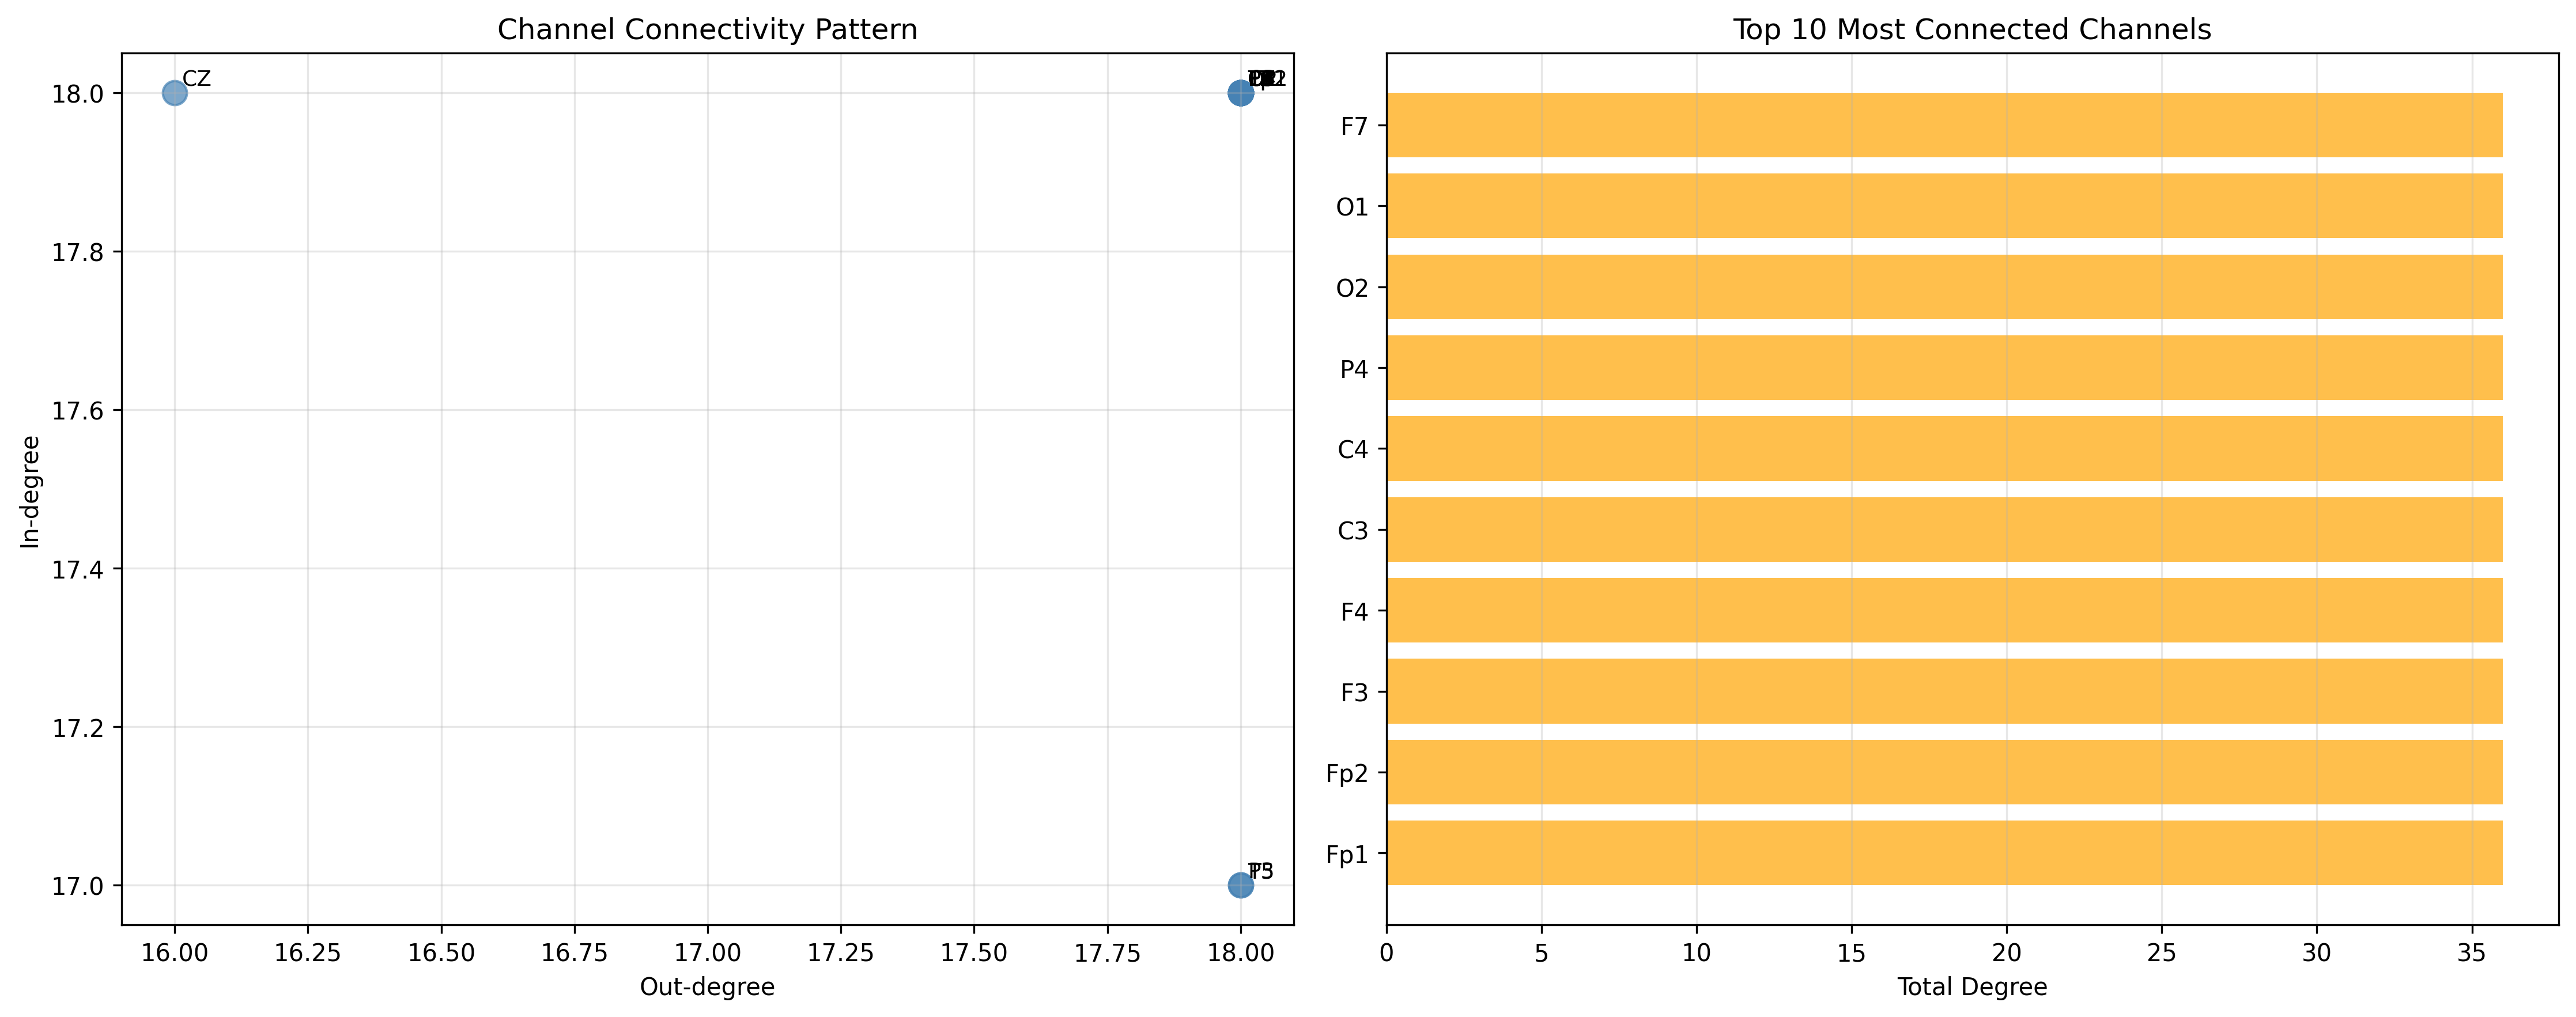 Channel Connectivity Pattern
CZ
18.0
17.8
17.6
17.4
17.2
17.0
In-degree
16.00 16.25 16.50 16.75 17.00 17.25 17.50 17.75 18.00
Out-degree
Top 10 Most Connected Channels
F7
O1
O2
P4
C4
C3
F4
F3
Fp2
Fp1
0 5 10 15 20 25 30 35
Total Degree